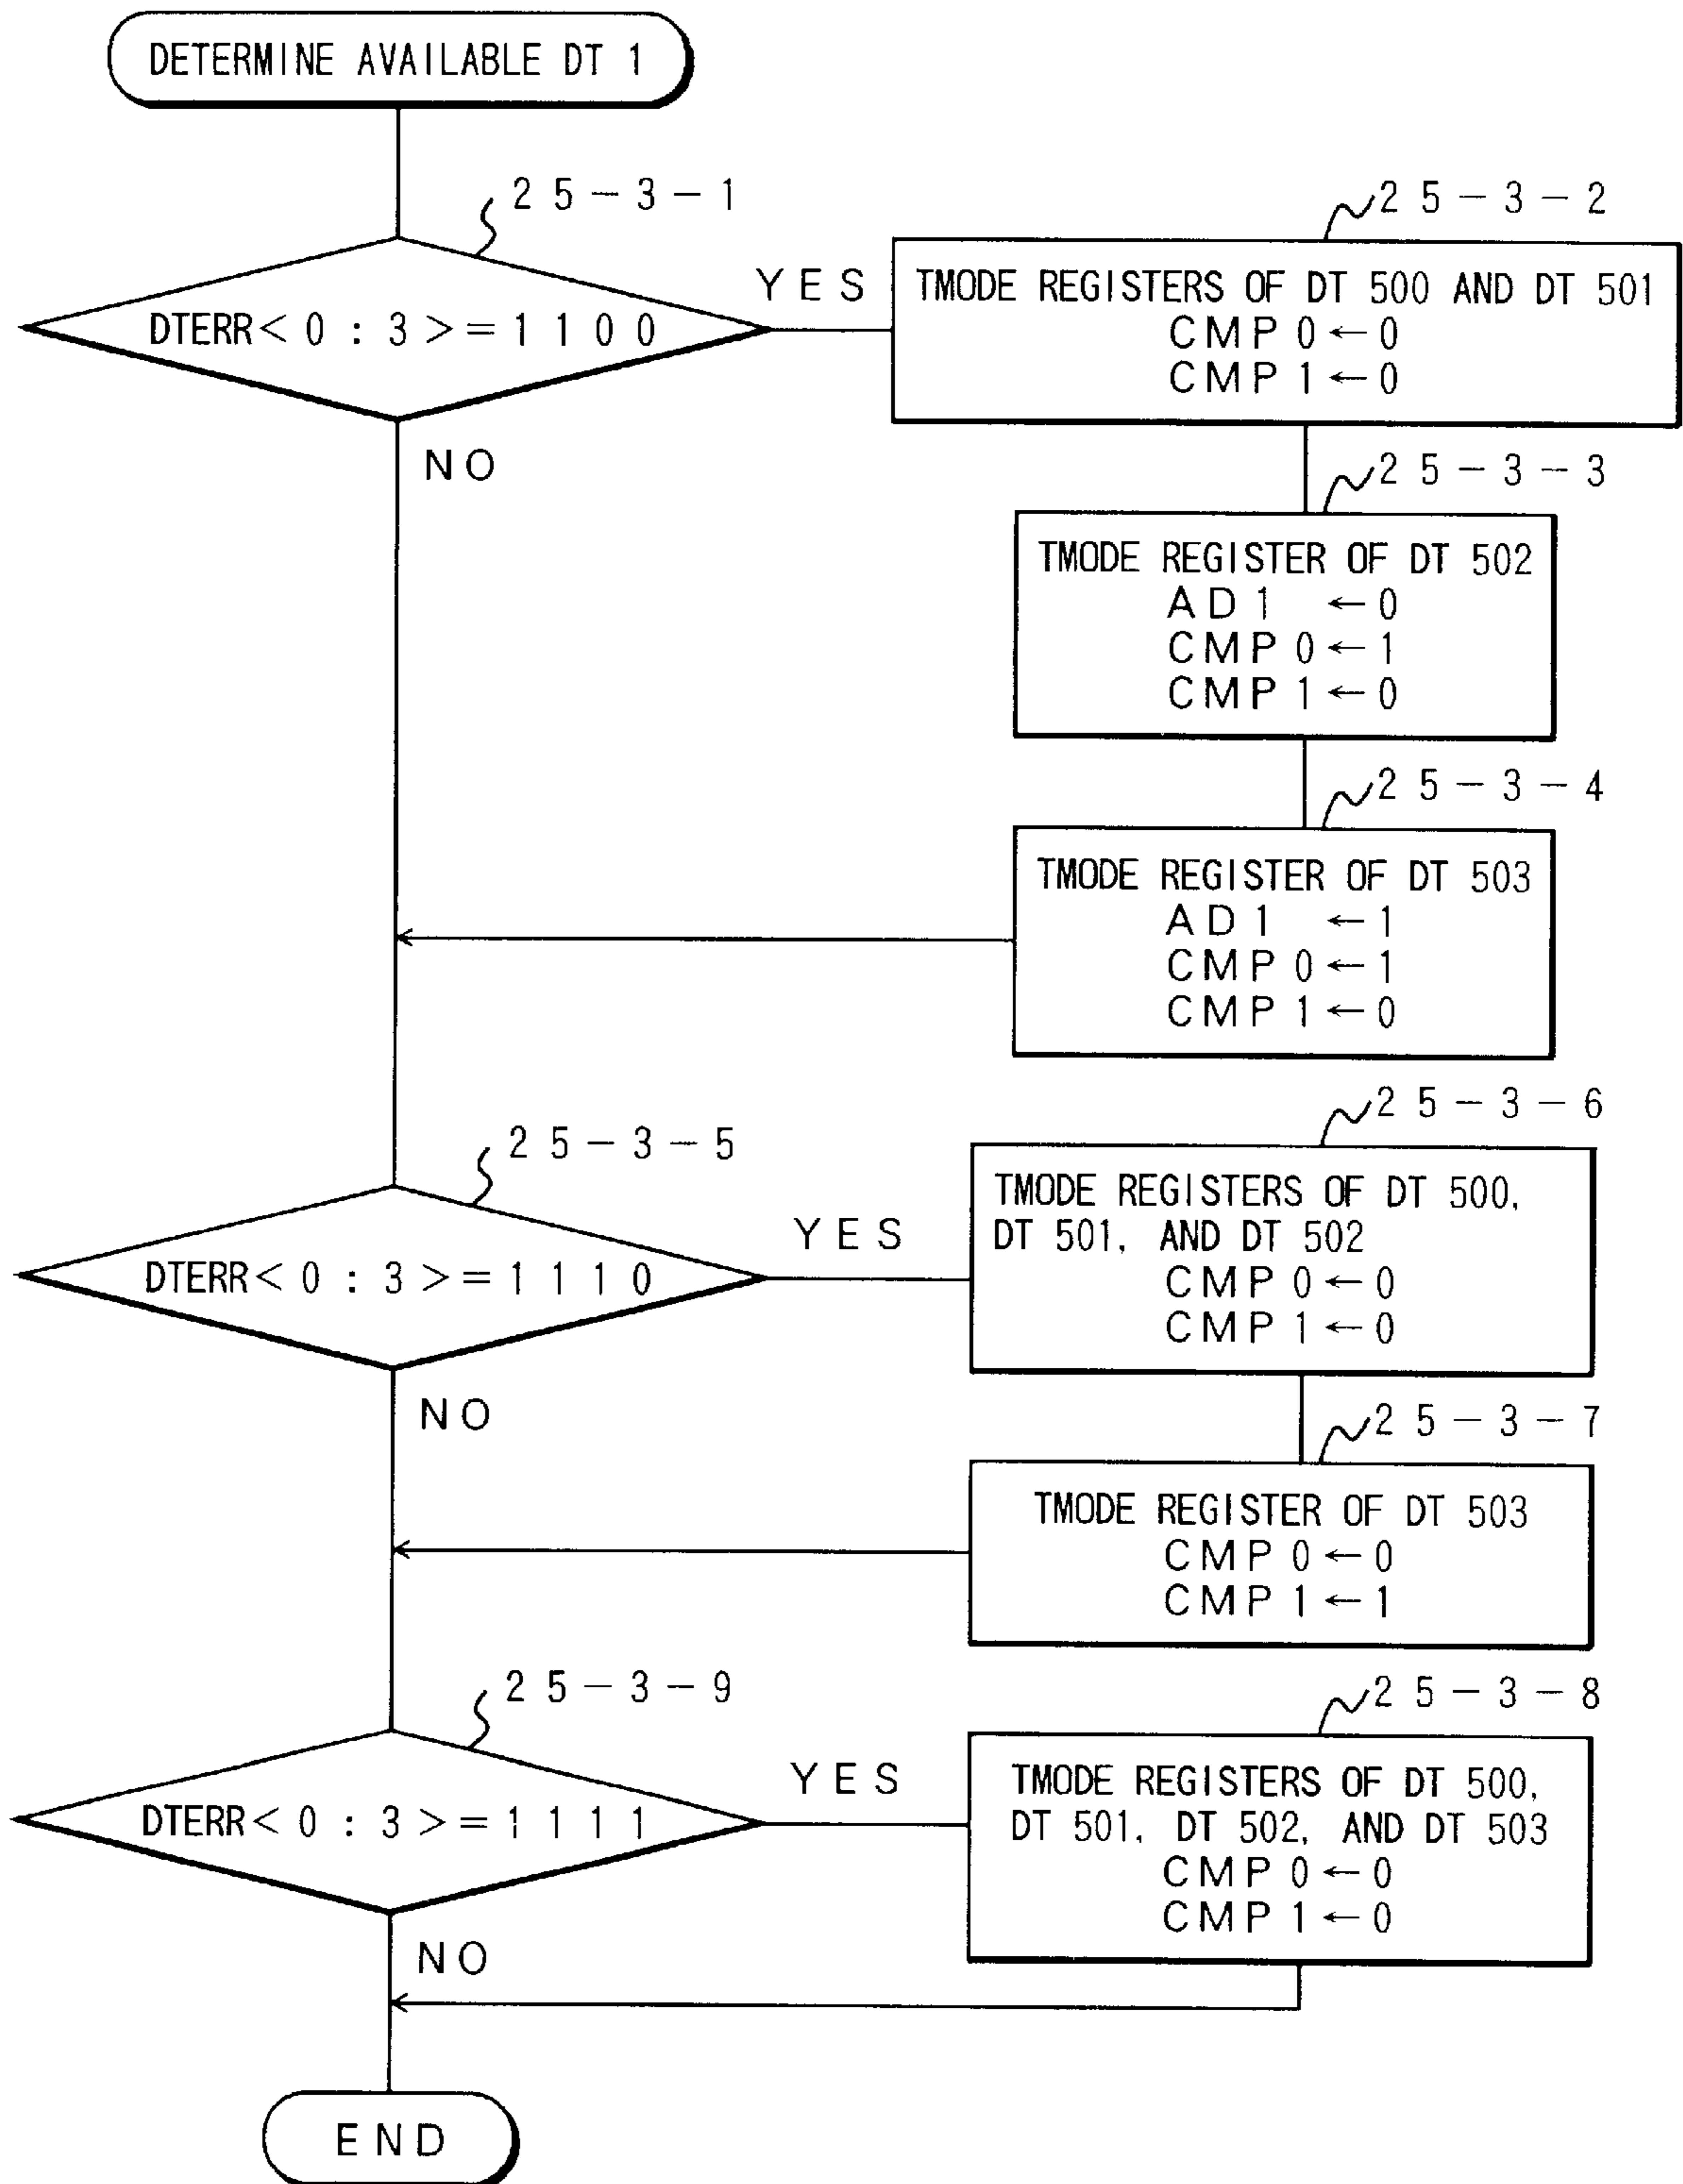 DETERMINE AVAILABLE DT 1
25-3-1
DTERR<0:3>=1100
YES
NO
25-3-2
TMODE REGISTERS OF DT 500 AND DT 501
CMP0←0
CMP1←0
25-3-3
TMODE REGISTER OF DT 502
AD1 ←0
CMP0←1
CMP1←0
25-3-4
TMODE REGISTER OF DT 503
AD1 ←1
CMP0←1
CMP1←0
25-3-5
DTERR<0:3>=1110
YES
NO
25-3-6
TMODE REGISTERS OF DT 500,
DT 501, AND DT 502
CMP0←0
CMP1←0
25-3-7
TMODE REGISTER OF DT 503
CMP0←0
CMP1←1
25-3-9
DTERR<0:3>=1111
YES
NO
25-3-8
TMODE REGISTERS OF DT 500,
DT 501, DT 502, AND DT 503
CMP0←0
CMP1←0
END